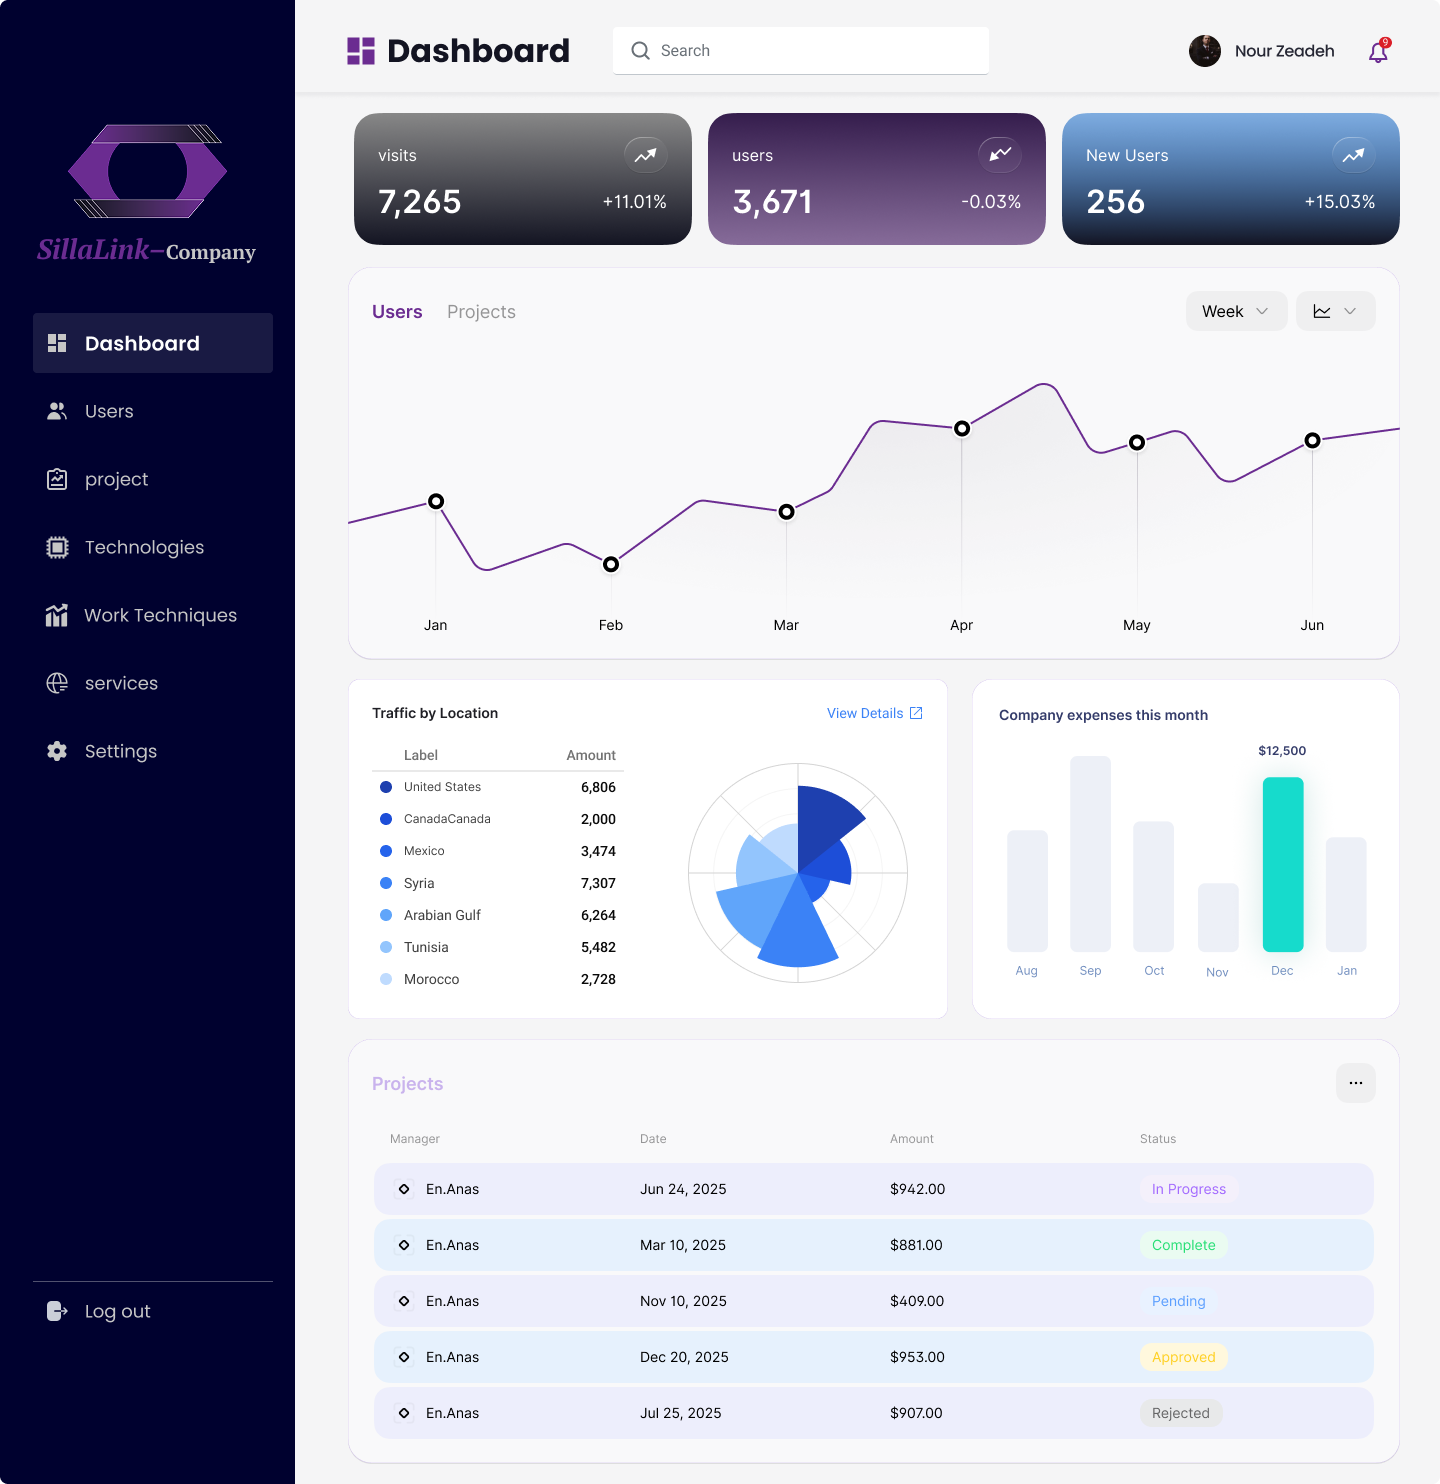 SillaLink-Company
Dashboard
Users
project
Technologies
Work Techniques
services
Settings
Log out
Dashboard
Search
Nour Zeadeh
9
visits
7,265
+11.01%
users
3,671
-0.03%
New Users
256
+15.03%
Users
Projects
Week
Jan
Feb
Mar
Apr
May
Jun
Traffic by Location
View Details
Label Amount
United States 6,806
CanadaCanada 2,000
Mexico 3,474
Syria 7,307
Arabian Gulf 6,264
Tunisia 5,482
Morocco 2,728
Company expenses this month
$12,500
Aug
Sep
Oct
Nov
Dec
Jan
Projects
Manager Date Amount Status
En.Anas Jun 24, 2025 $942.00 In Progress
En.Anas Mar 10, 2025 $881.00 Complete
En.Anas Nov 10, 2025 $409.00 Pending
En.Anas Dec 20, 2025 $953.00 Approved
En.Anas Jul 25, 2025 $907.00 Rejected